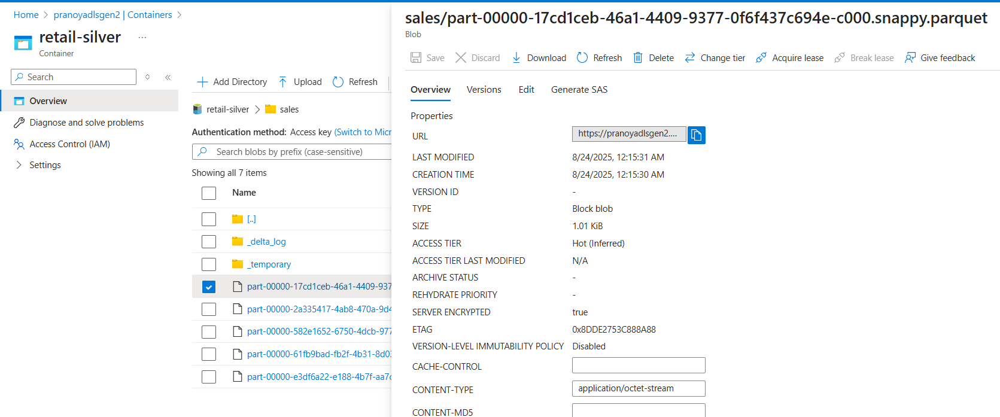 Home > pranoyadlsgen2 | Containers >
retail-silver ...
Container
Search
Overview
Diagnose and solve problems
Access Control (IAM)
Settings
Add Directory Upload Refresh
retail-silver > sales
Authentication method: Access key (Switch to Micr
Search blobs by prefix (case-sensitive)
Showing all 7 items
Name
[..]
_delta_log
_temporary
part-00000-17cd1ceb-46a1-4409-937
part-00000-2a335417-4ab8-470a-9d4
part-00000-582e1652-6750-4dcb-977
part-00000-61fb9bad-fb2f-4b31-8d03
part-00000-e3df6a22-e188-4b7f-aa7c
sales/part-00000-17cd1ceb-46a1-4409-9377-0f6f437c694e-c000.snappy.parquet
Blob
Save Discard Download Refresh Delete Change tier Acquire lease Break lease Give feedback
Overview Versions Edit Generate SAS
Properties
URL https://pranoyadlsgen2....
LAST MODIFIED 8/24/2025, 12:15:31 AM
CREATION TIME 8/24/2025, 12:15:30 AM
VERSION ID -
TYPE Block blob
SIZE 1.01 KiB
ACCESS TIER Hot (Inferred)
ACCESS TIER LAST MODIFIED N/A
ARCHIVE STATUS -
REHYDRATE PRIORITY -
SERVER ENCRYPTED true
ETAG 0x8DDE2753C888A88
VERSION-LEVEL IMMUTABILITY POLICY Disabled
CACHE-CONTROL
CONTENT-TYPE application/octet-stream
CONTENT-MD5